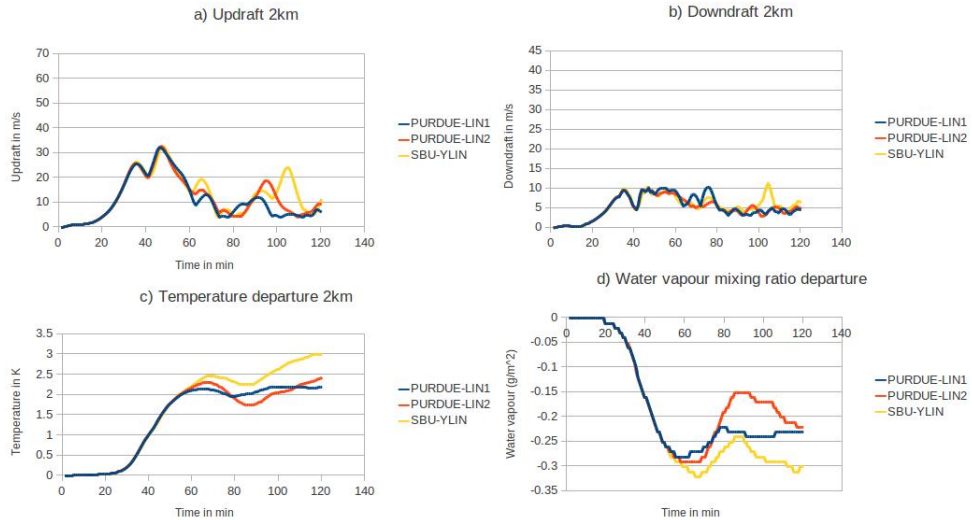 a) Updraft 2km
70
60
50
40
30
20
10
0
0 20 40 60 80 100 120 140
Updraft in m/s
Time in min
PURDUE-LIN1
PURDUE-LIN2
SBU-YLIN
b) Downdraft 2km
45
40
35
30
25
20
15
10
5
0
0 20 40 60 80 100 120 140
Downdraft in m/s
Time in min
PURDUE-LIN1
PURDUE-LIN2
SBU-YLIN
c) Temperature departure 2km
3.5
3
2.5
2
1.5
1
0.5
0
0 20 40 60 80 100 120 140
Temperature in K
Time in min
PURDUE-LIN1
PURDUE-LIN2
SBU-YLIN
d) Water vapour mixing ratio departure
0
-0.05
-0.1
-0.15
-0.2
-0.25
-0.3
-0.35
0 20 40 60 80 100 120 140
Water vapour (g/m^2)
Time in min
PURDUE-LIN1
PURDUE-LIN2
SBU-YLIN